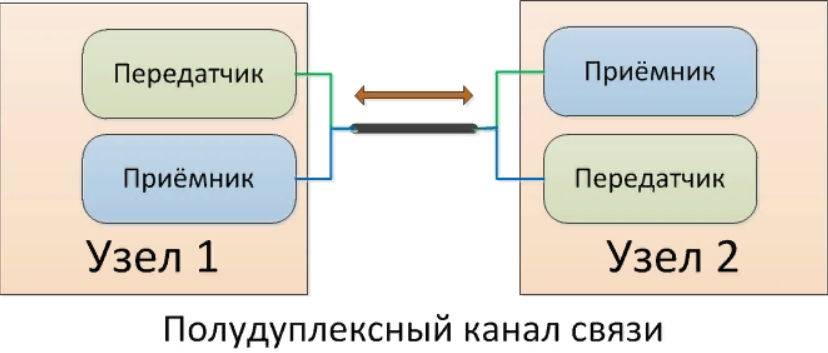 Передатчик
Приёмник
Узел 1
Приёмник
Передатчик
Узел 2
Полудуплексный канал связи